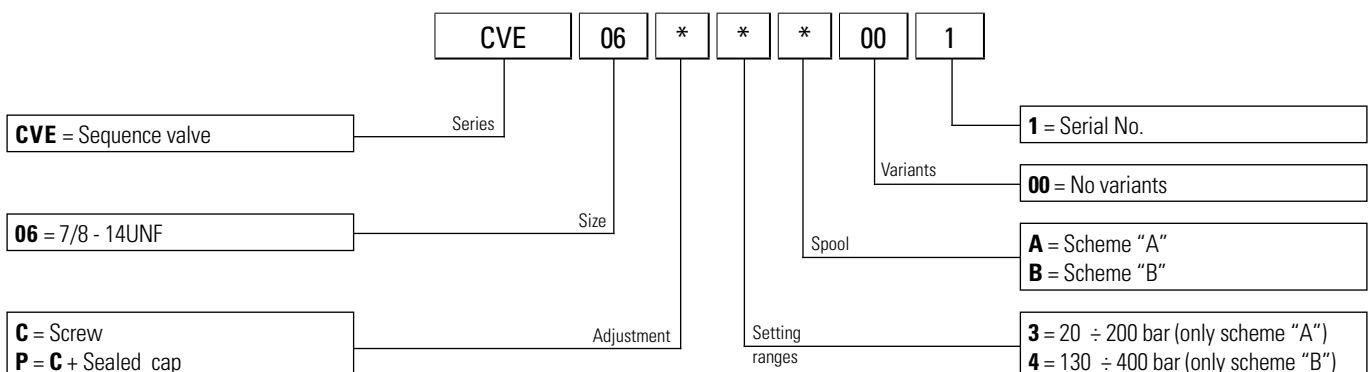 CVE 06 * * * 00 1
CVE = Sequence valve
Series
1 = Serial No.
Variants
00 = No variants
06 = 7/8 - 14UNF
Size
Spool
A = Scheme “A”
B = Scheme “B”
C = Screw
P = C + Sealed cap
Adjustment
Setting
ranges
3 = 20 ÷ 200 bar (only scheme “A”)
4 = 130 ÷ 400 bar (only scheme “B”)